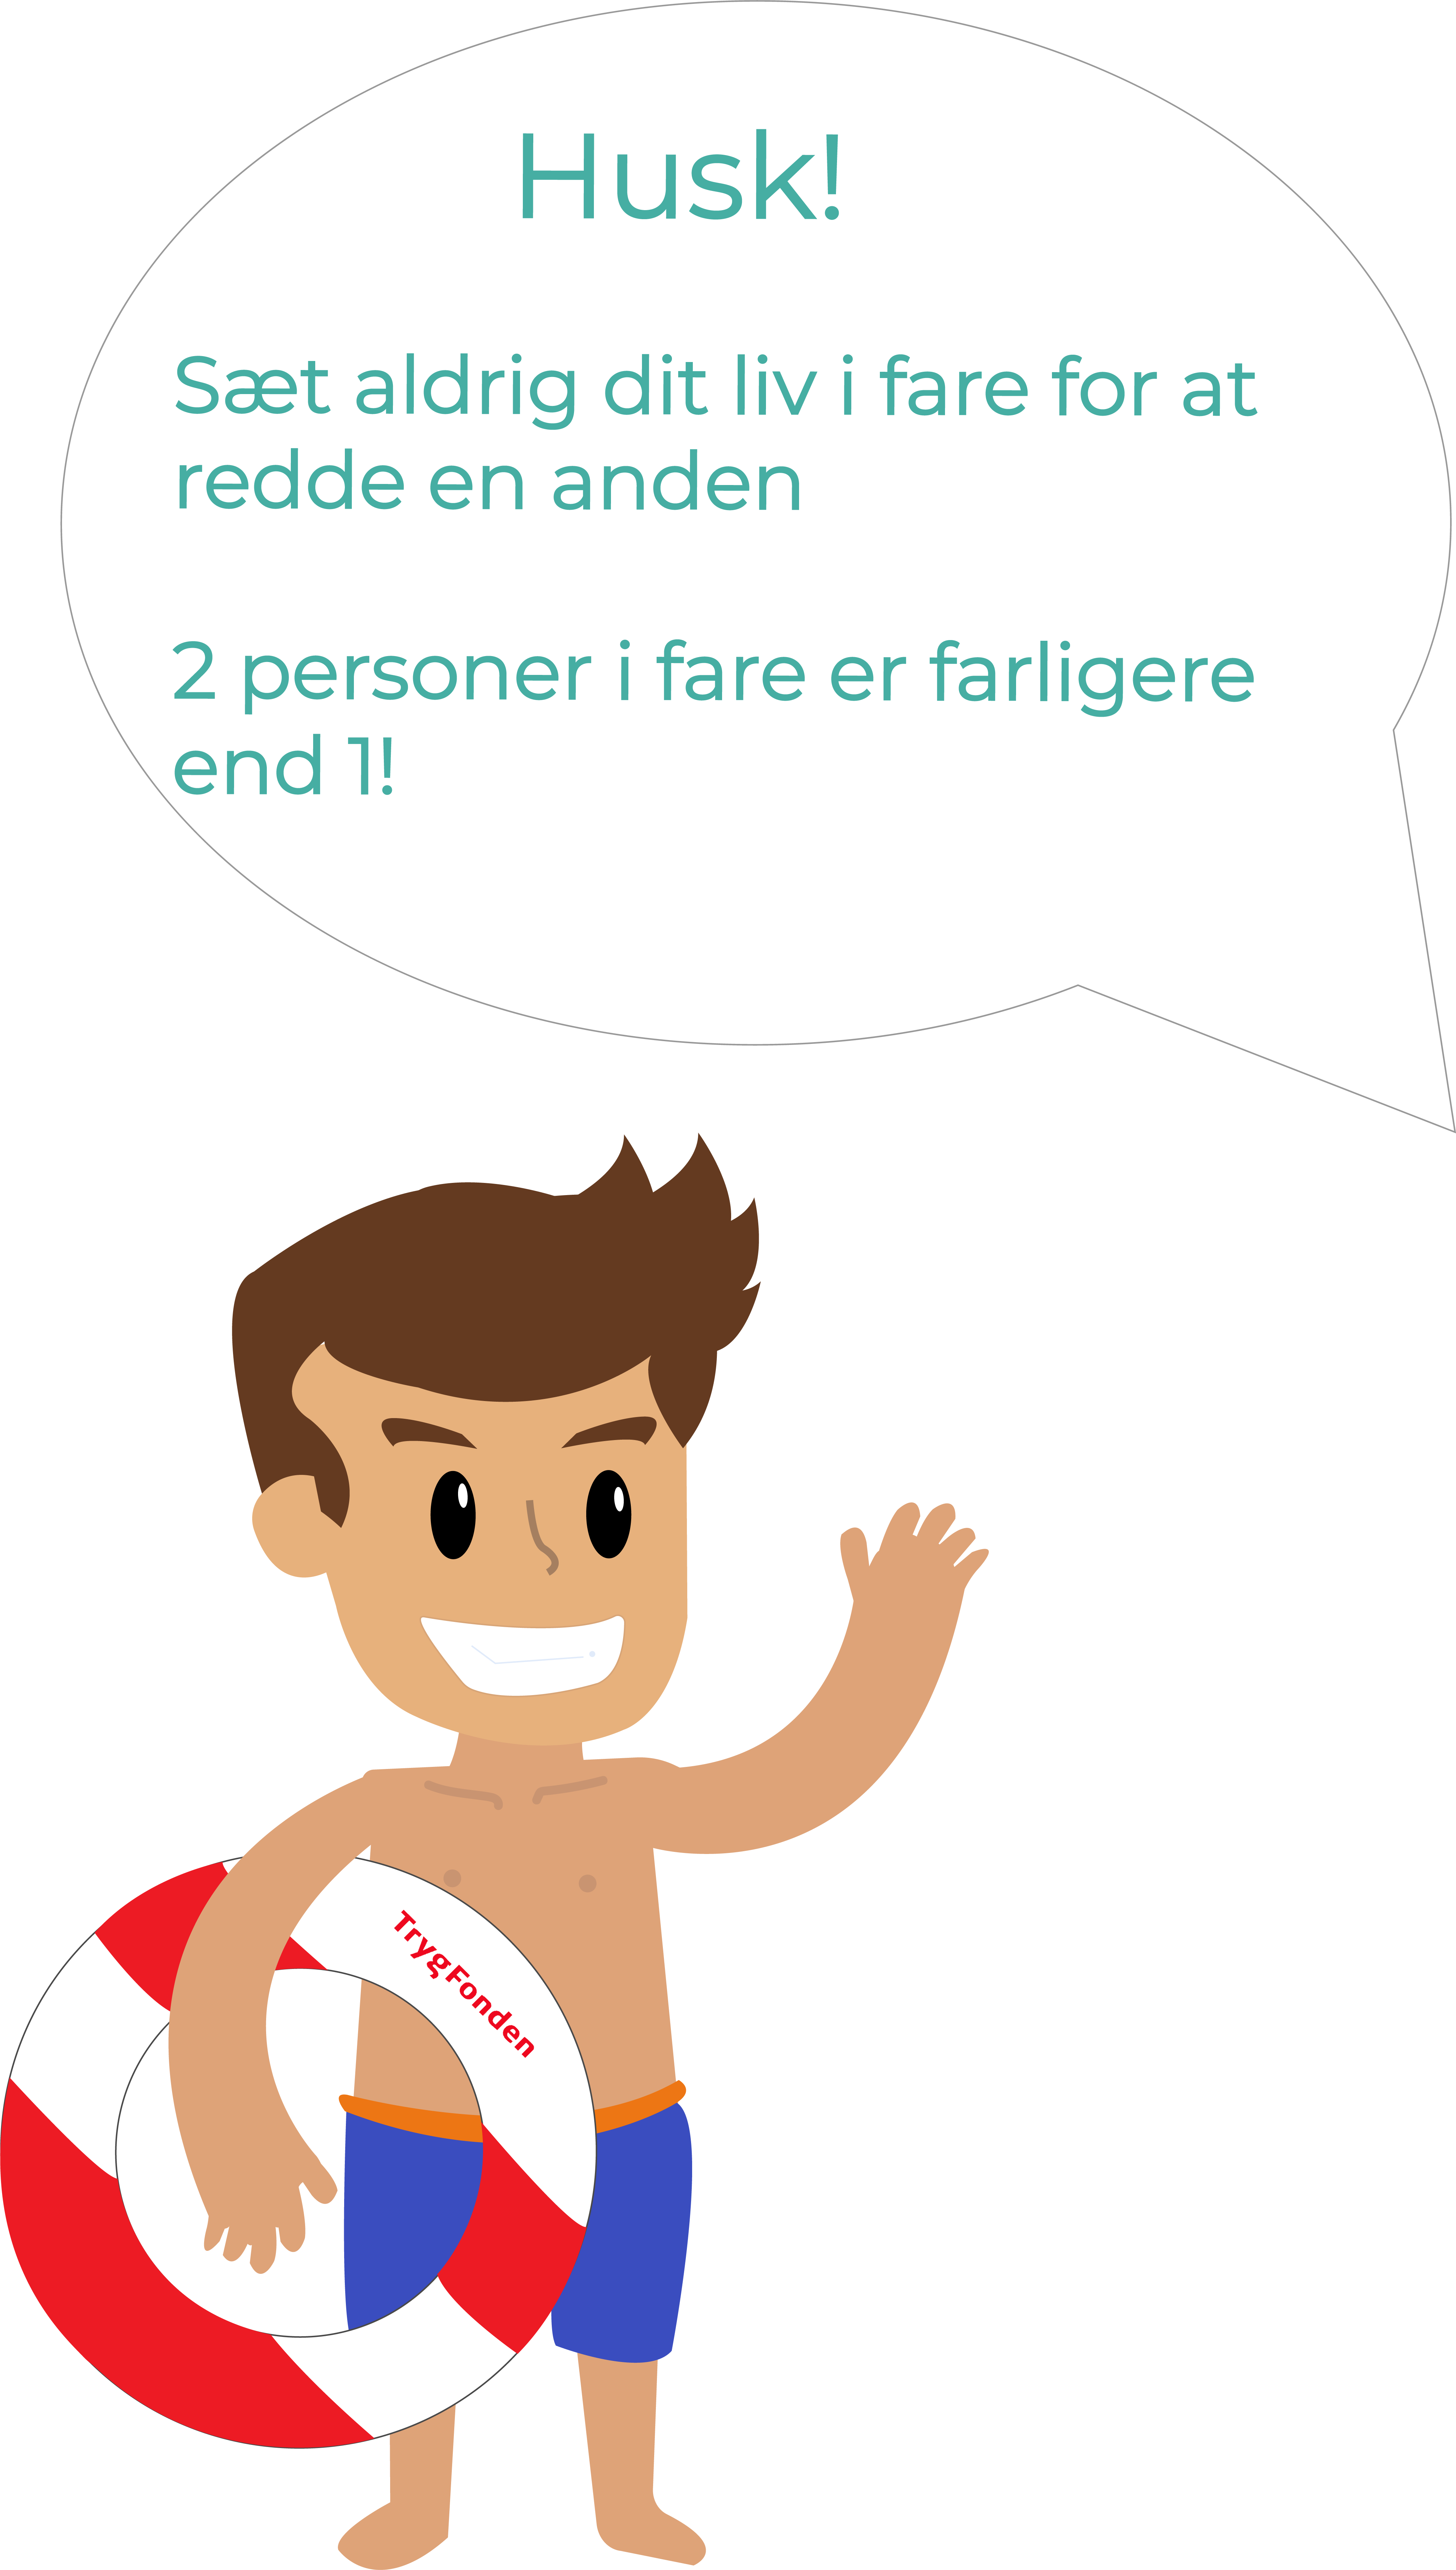 Husk!
Sæt aldrig dit liv i fare for at
redde en anden
2 personer i fare er farligere
end 1!
TrygFonden